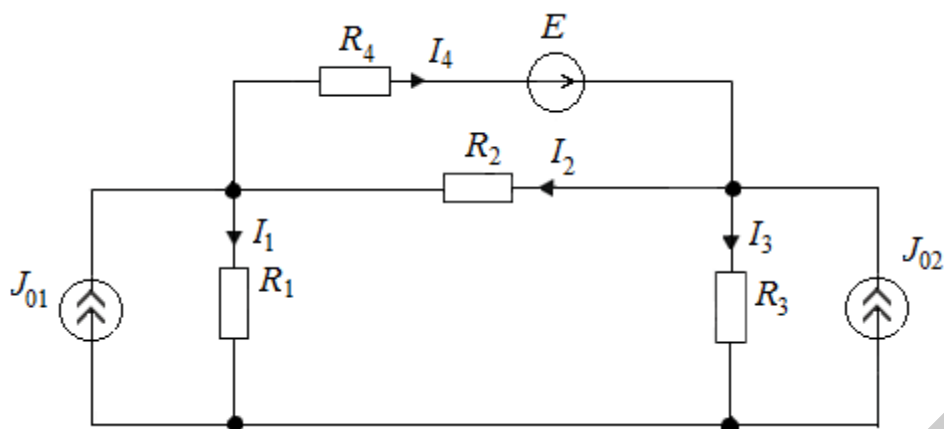 R₄ I₄ E
R₂ I₂
I₁ I₃
J₀₁ R₁ R₃ J₀₂